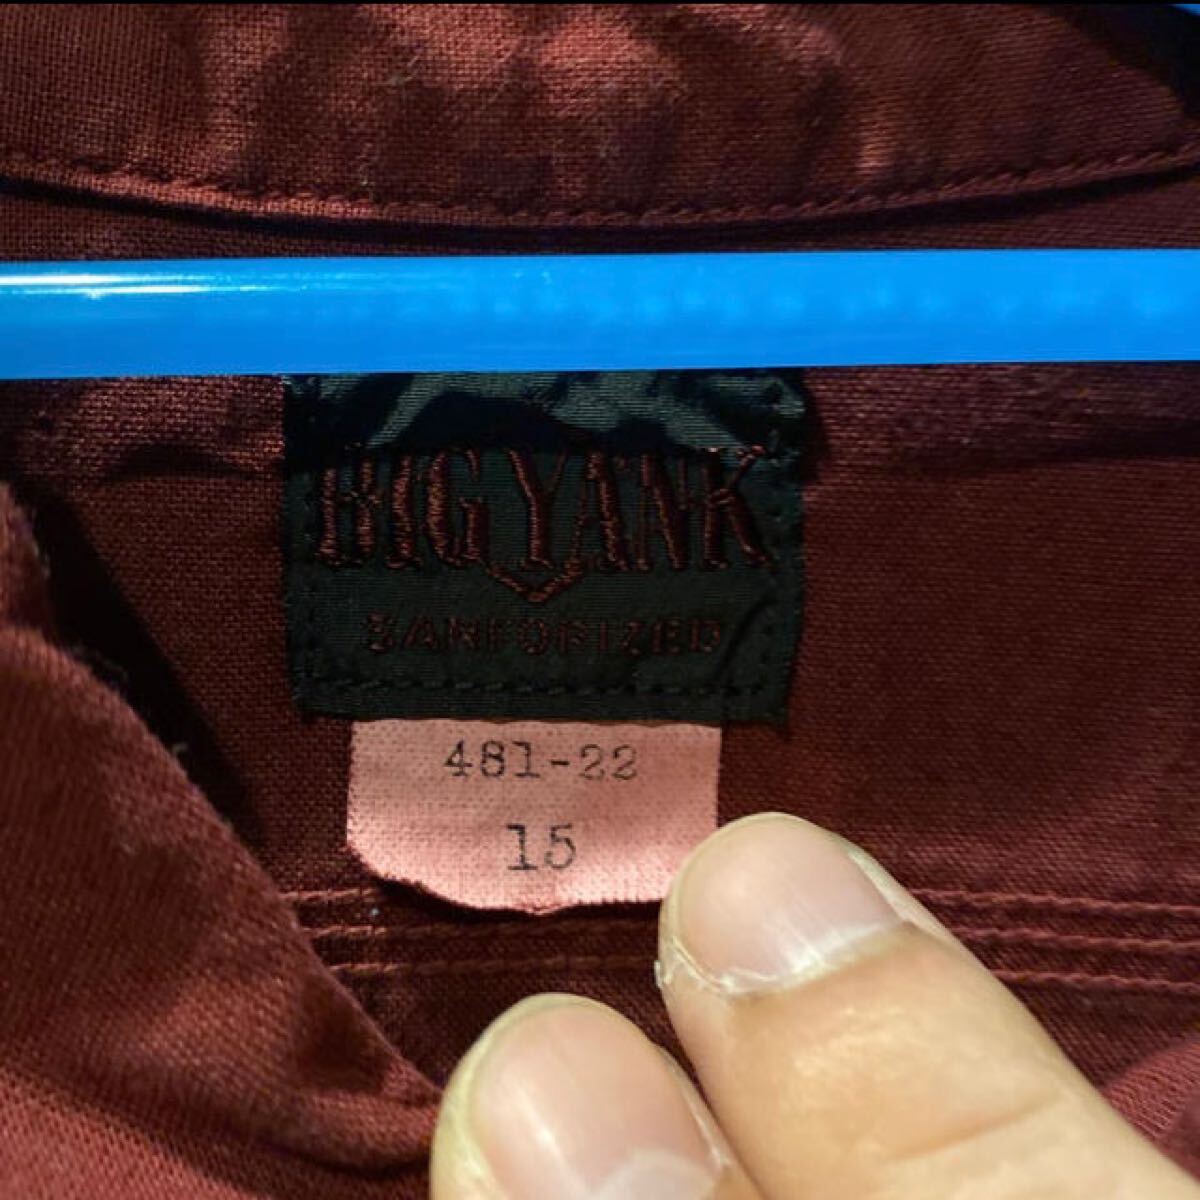 BIG YANK
SANFORIZED
481-22
15